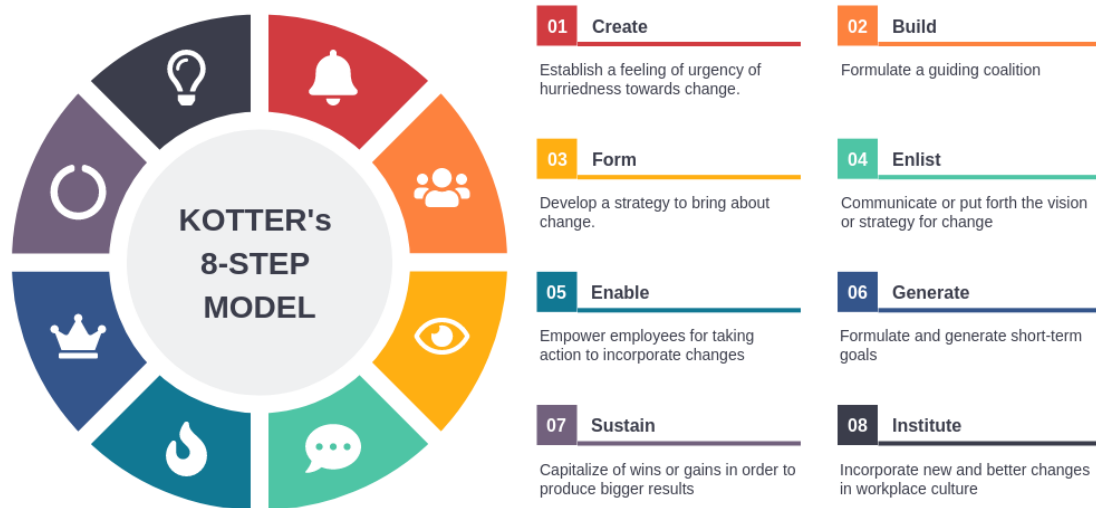 KOTTER's
8-STEP
MODEL
01 Create
Establish a feeling of urgency of
hurriedness towards change.
02 Build
Formulate a guiding coalition
03 Form
Develop a strategy to bring about
change.
04 Enlist
Communicate or put forth the vision
or strategy for change
05 Enable
Empower employees for taking
action to incorporate changes
06 Generate
Formulate and generate short-term
goals
07 Sustain
Capitalize of wins or gains in order to
produce bigger results
08 Institute
Incorporate new and better changes
in workplace culture